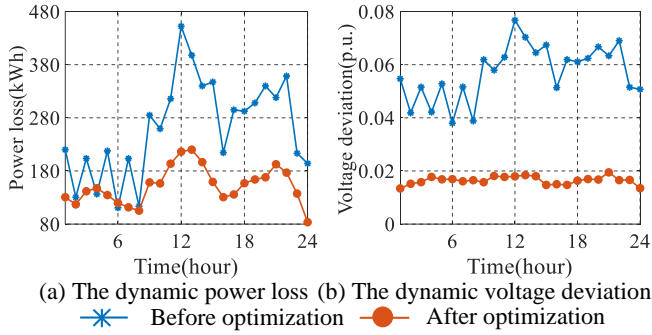 480
380
280
180
80
Power loss(kWh)
6 12 18 24
Time(hour)
0.08
0.06
0.04
0.02
0
Voltage deviation(p.u.)
6 12 18 24
Time(hour)
(a) The dynamic power loss (b) The dynamic voltage deviation
Before optimization After optimization